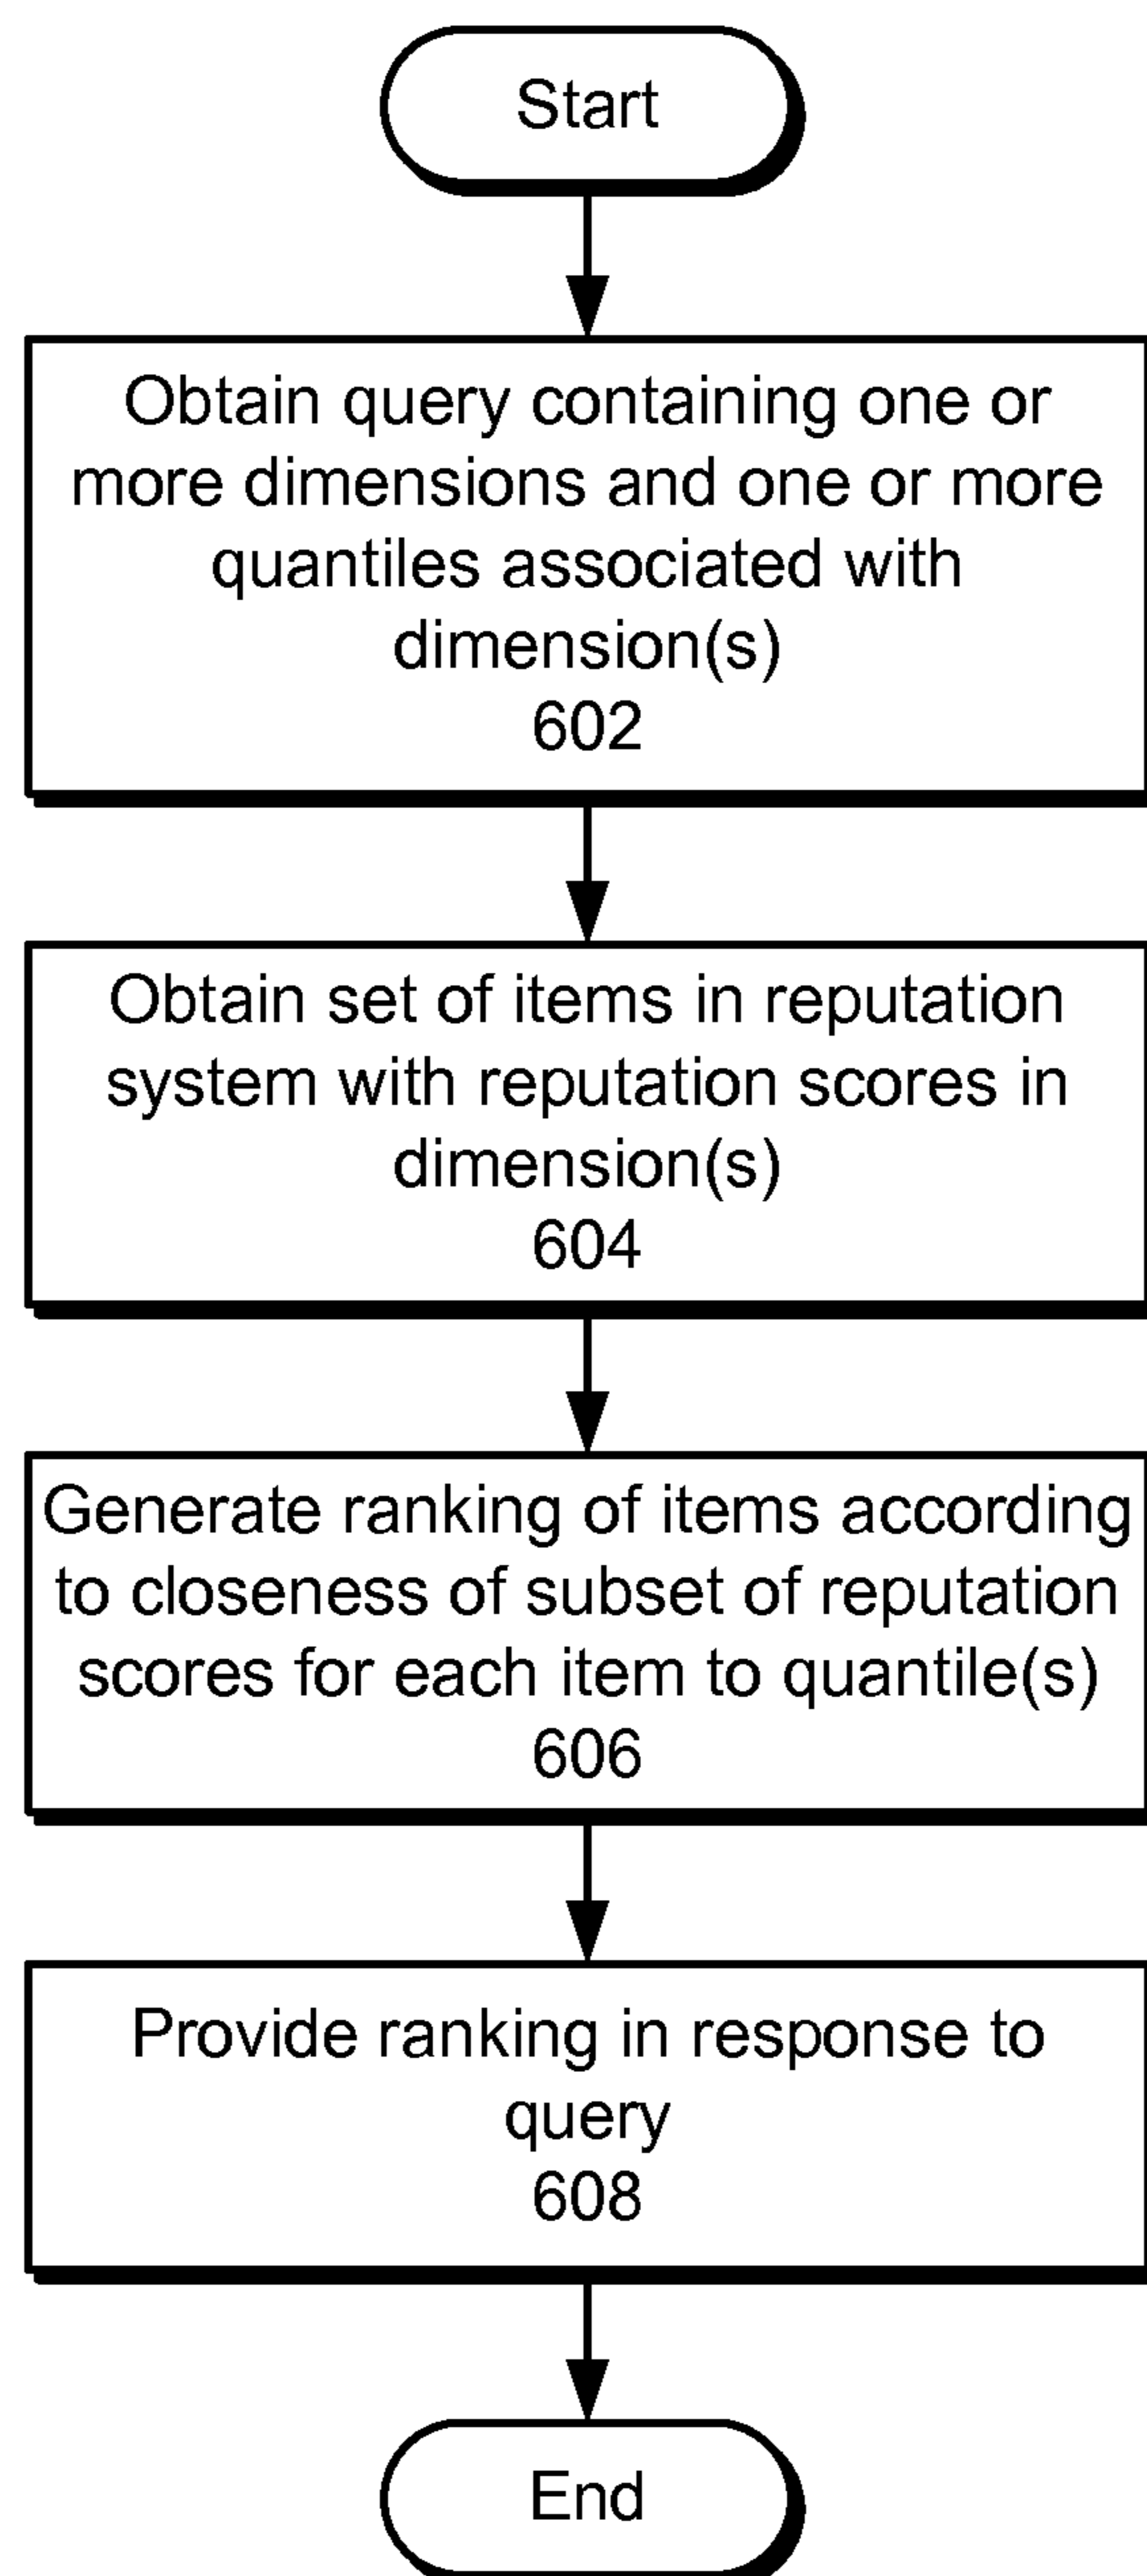 Start
Obtain query containing one or
more dimensions and one or more
quantiles associated with
dimension(s)
602
Obtain set of items in reputation
system with reputation scores in
dimension(s)
604
Generate ranking of items according
to closeness of subset of reputation
scores for each item to quantile(s)
606
Provide ranking in response to
query
608
End